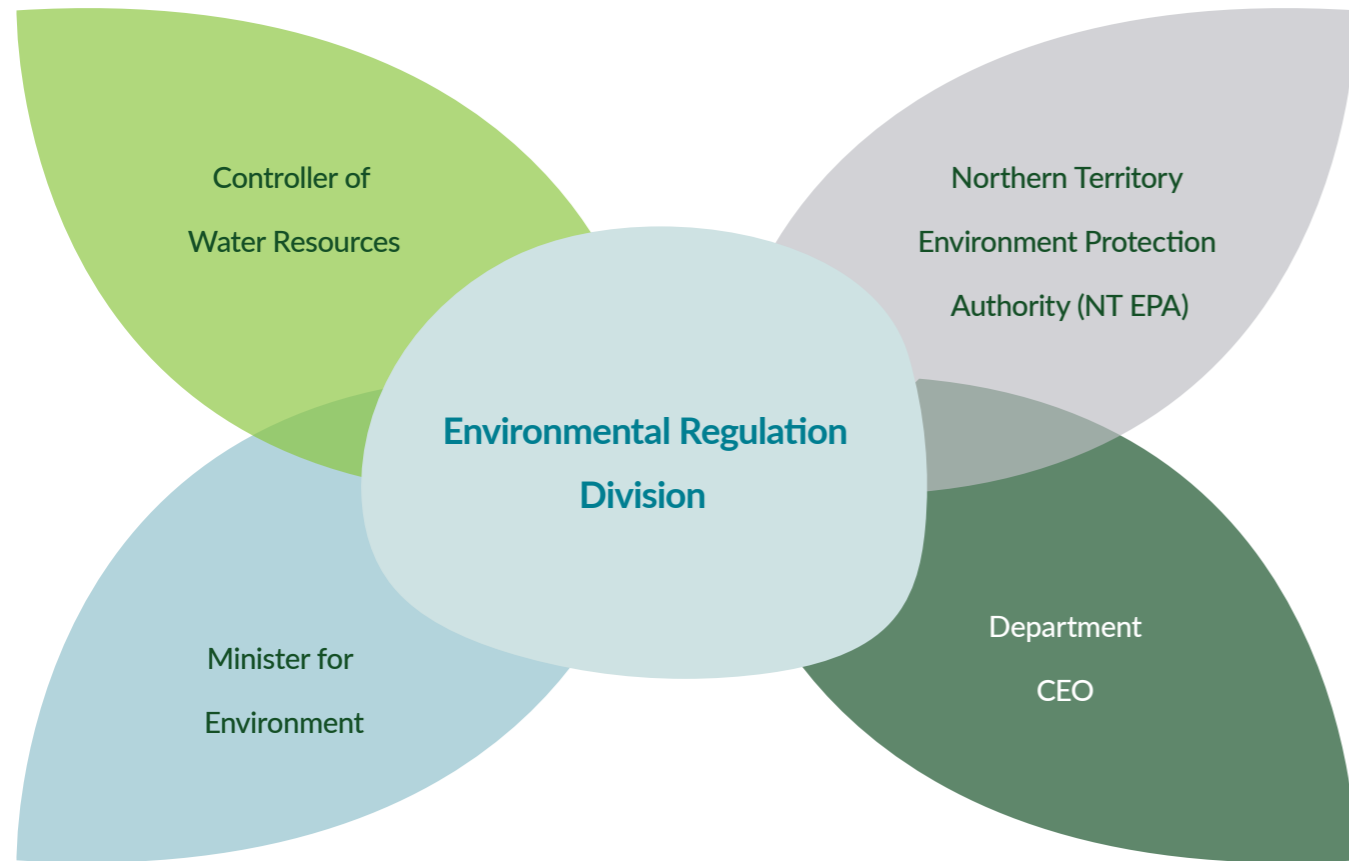 Controller of
Water Resources
Northern Territory
Environment Protection
Authority (NT EPA)
Environmental Regulation
Division
Minister for
Environment
Department
CEO